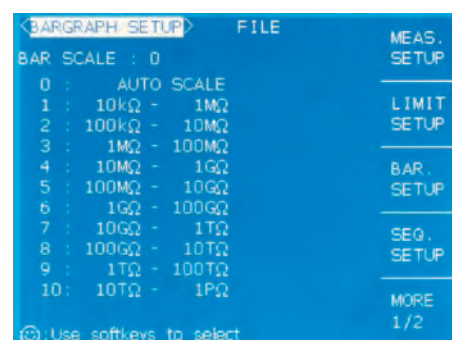 <BARGRAPH SETUP> FILE
BAR SCALE : 0
0 : AUTO SCALE
1 : 10kΩ - 1MΩ
2 : 100kΩ - 10MΩ
3 : 1MΩ - 100MΩ
4 : 10MΩ - 1GΩ
5 : 100MΩ - 10GΩ
6 : 1GΩ - 100GΩ
7 : 10GΩ - 1TΩ
8 : 100GΩ - 10TΩ
9 : 1TΩ - 100TΩ
10: 10TΩ - 1PΩ
☺:Use softkeys to select
MEAS.
SETUP
LIMIT
SETUP
BAR.
SETUP
SEQ.
SETUP
MORE
1/2